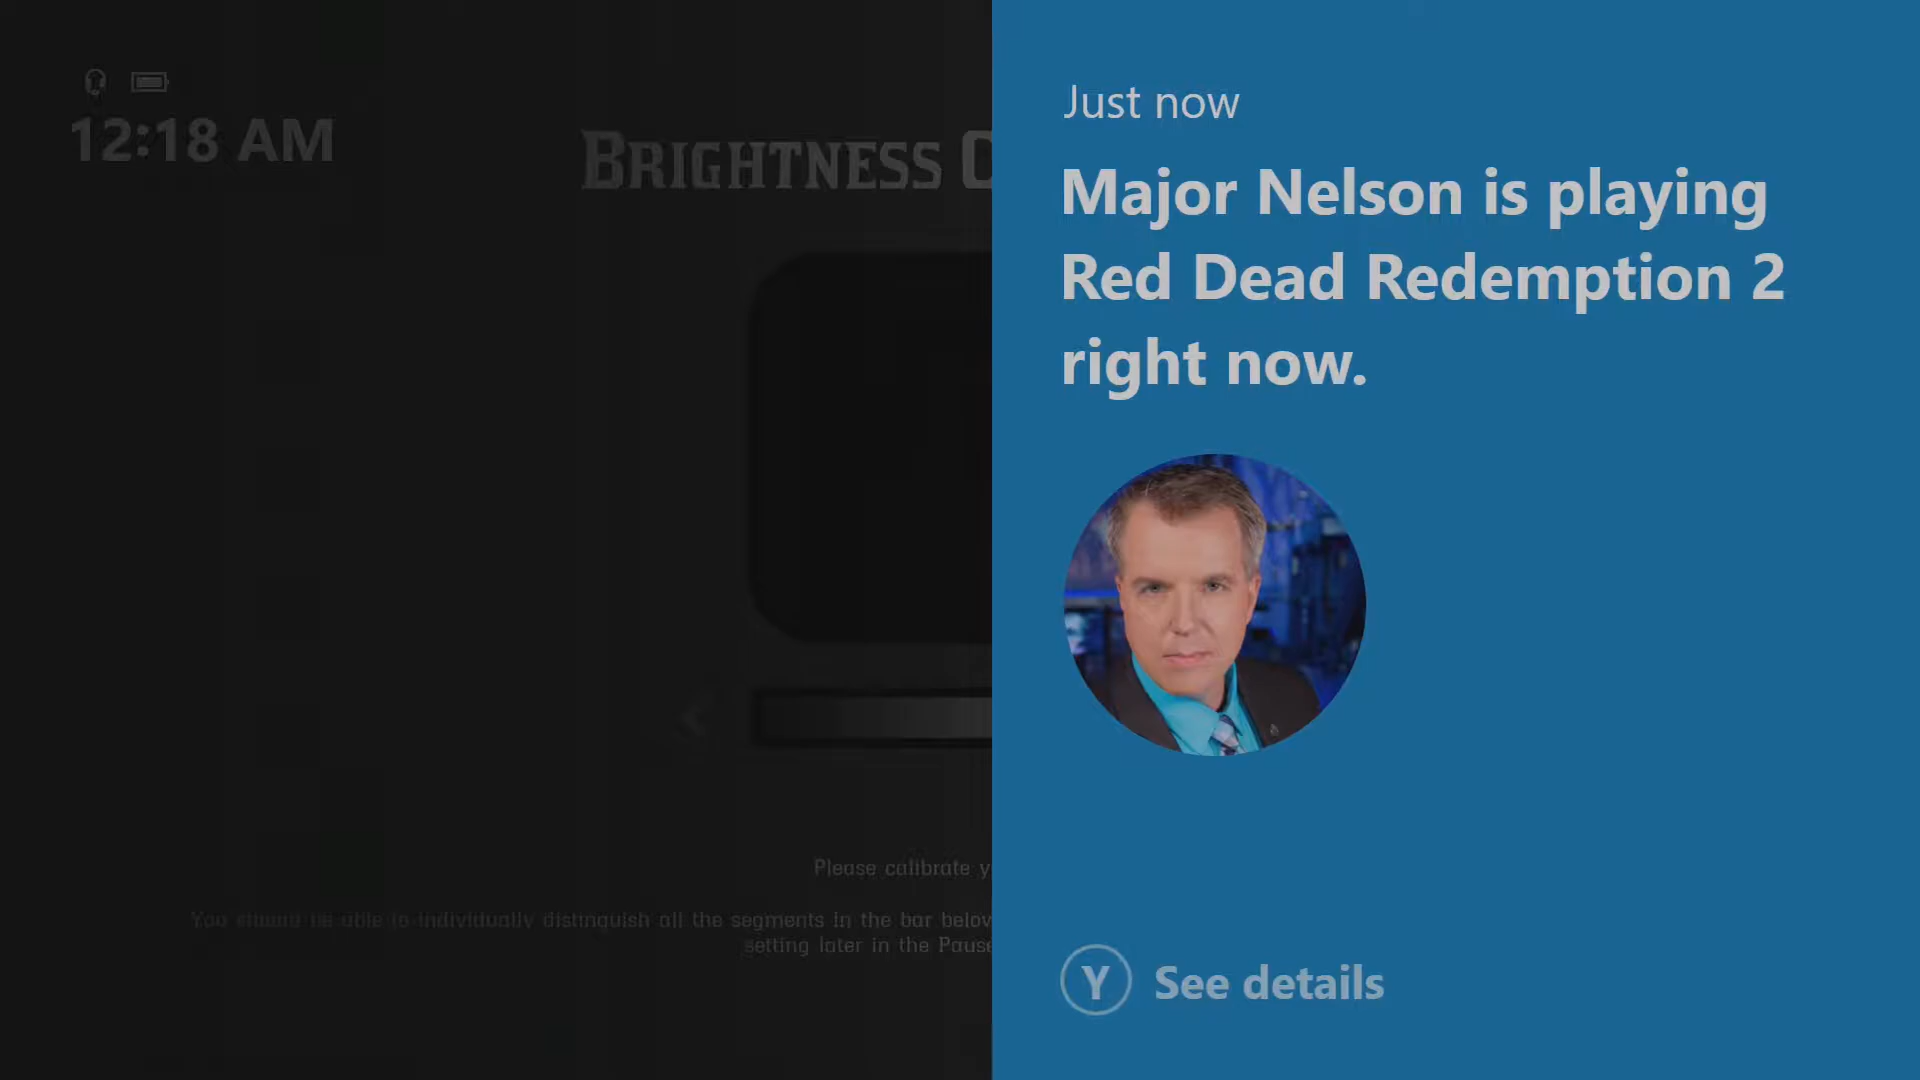 12:18 AM
BRIGHTNESS C
Please calibrate y
You should be able to individually distinguish all the segments in the bar below
setting later in the Pause
Just now
Major Nelson is playing
Red Dead Redemption 2
right now.
Y See details